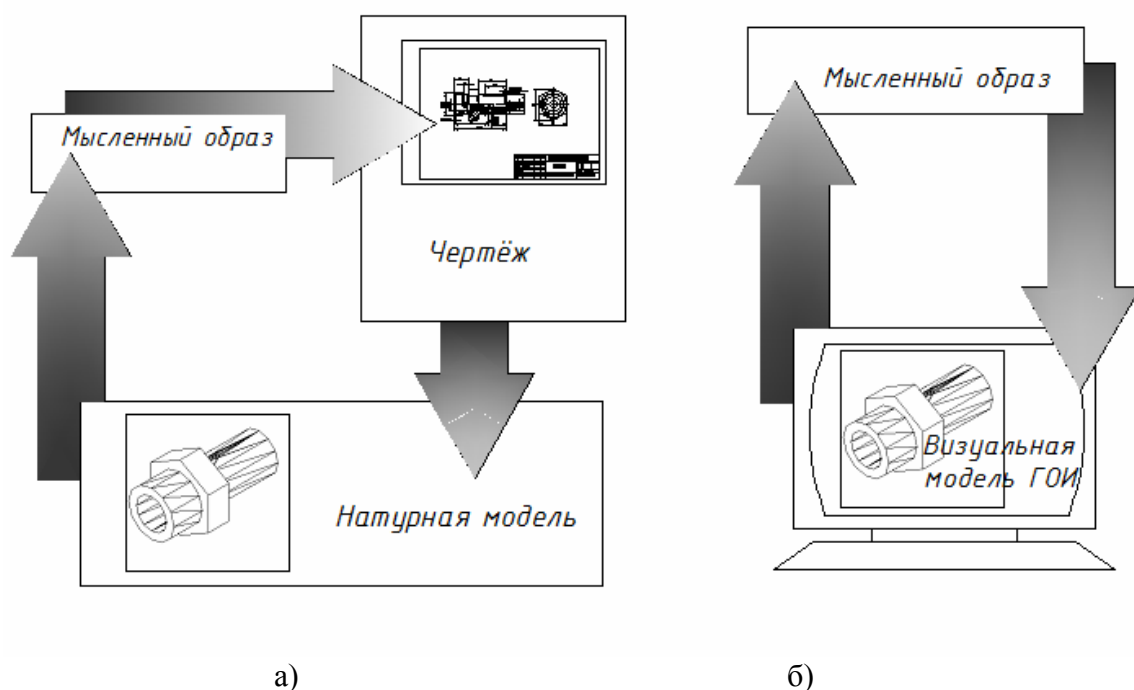 Мысленный образ
Чертёж
Натурная модель
а)
Мысленный образ
Визуальная
модель ГОИ
б)